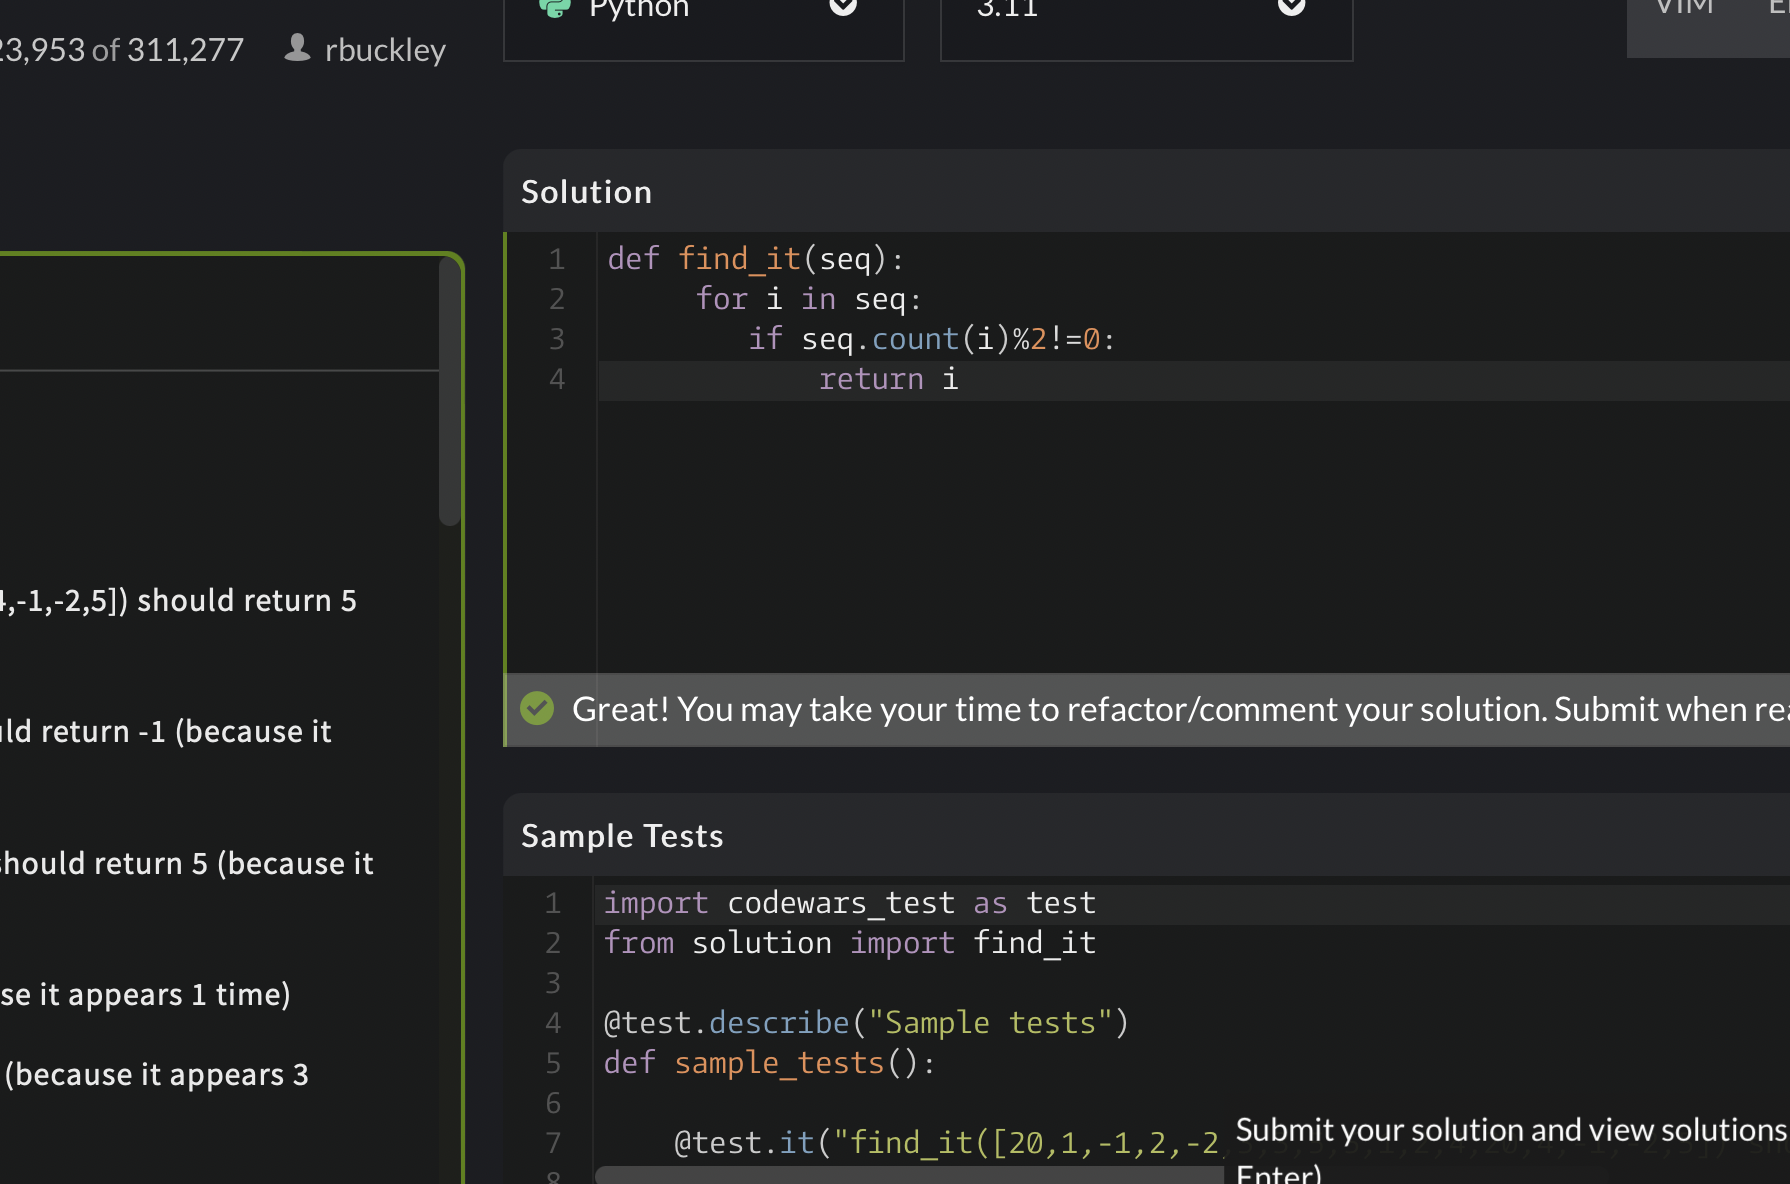 23,953 of 311,277
rbuckley
Python
3.11
VIM
Solution
1 def find_it(seq):
2 for i in seq:
3 if seq.count(i)%2!=0:
4 return i
4,-1,-2,5]) should return 5
return -1 (because it
should return 5 (because it
it appears 1 time)
(because it appears 3
Great! You may take your time to refactor/comment your solution. Submit when
Sample Tests
1 import codewars_test as test
2 from solution import find_it
3
4 @test.describe("Sample tests")
5 def sample_tests():
6
7 @test.it("find_it([20,1,-1,2,-2,
8
Submit your solution and view solutions
Enter)